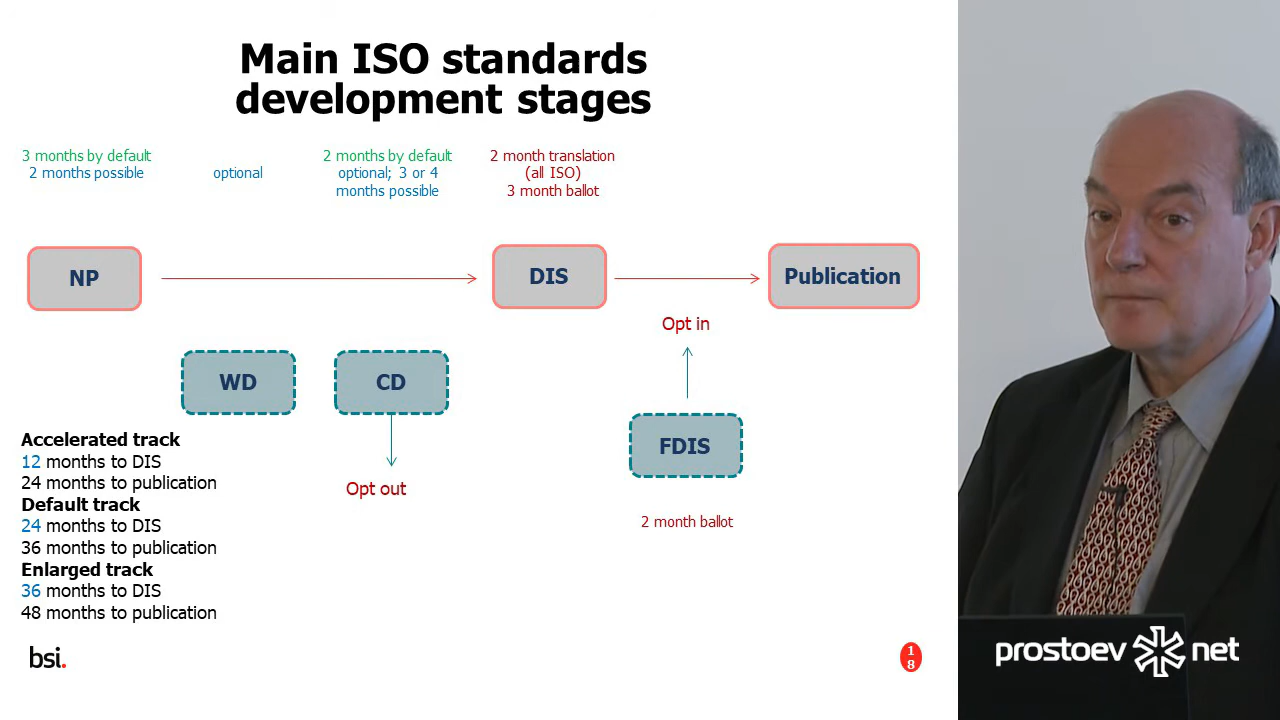 Main ISO standards
development stages
3 months by default
2 months possible
optional
2 months by default
optional; 3 or 4
months possible
2 month translation
(all ISO)
3 month ballot
NP
DIS
Publication
Opt in
WD
CD
FDIS
Opt out
2 month ballot
Accelerated track
12 months to DIS
24 months to publication
Default track
24 months to DIS
36 months to publication
Enlarged track
36 months to DIS
48 months to publication
bsi.
1
8
prostoev net